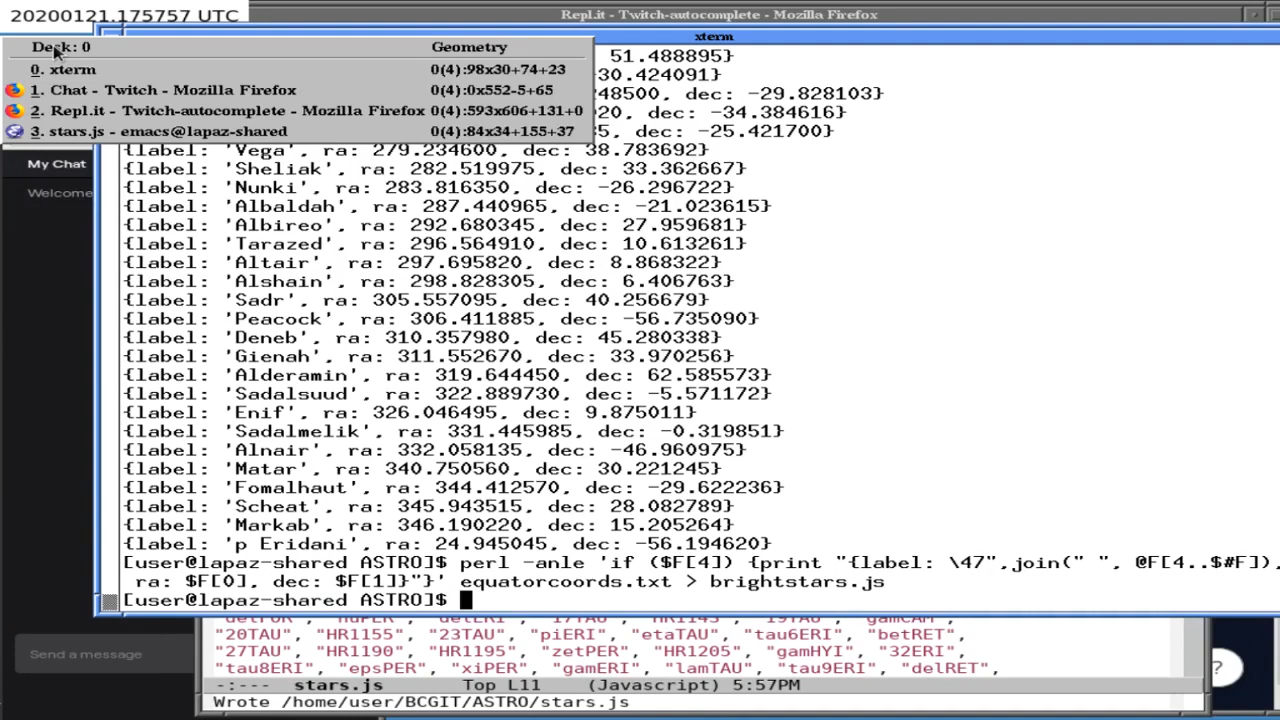 20200121.175757 UTC
Repl.it - Twitch-autocomplete - Mozilla Firefox
xterm
Desk: 0 Geometry
0. xterm 0(4):98x30+74+23
1. Chat - Twitch - Mozilla Firefox 0(4):0x552-5+65
2. Repl.it - Twitch-autocomplete - Mozilla Firefox 0(4):593x606+131+0
3. stars.js - emacs@lapaz-shared 0(4):84x34+155+37
My Chat
Welcome
Send a message
51.488895}
30.424091}
248500, dec: -29.828103}
20, dec: -34.384616}
35, dec: -25.421700}
{label: 'Vega', ra: 279.234600, dec: 38.783692}
{label: 'Sheliak', ra: 282.519975, dec: 33.362667}
{label: 'Nunki', ra: 283.816350, dec: -26.296722}
{label: 'Albaldah', ra: 287.440965, dec: -21.023615}
{label: 'Albireo', ra: 292.680345, dec: 27.959681}
{label: 'Tarazed', ra: 296.564910, dec: 10.613261}
{label: 'Altair', ra: 297.695820, dec: 8.868322}
{label: 'Alshain', ra: 298.828305, dec: 6.406763}
{label: 'Sadr', ra: 305.557095, dec: 40.256679}
{label: 'Peacock', ra: 306.411885, dec: -56.735090}
{label: 'Deneb', ra: 310.357980, dec: 45.280338}
{label: 'Gienah', ra: 311.552670, dec: 33.970256}
{label: 'Alderamin', ra: 319.644450, dec: 62.585573}
{label: 'Sadalsuud', ra: 322.889730, dec: -5.571172}
{label: 'Enif', ra: 326.046495, dec: 9.875011}
{label: 'Sadalmelik', ra: 331.445985, dec: -0.319851}
{label: 'Alnair', ra: 332.058135, dec: -46.960975}
{label: 'Matar', ra: 340.750560, dec: 30.221245}
{label: 'Fomalhaut', ra: 344.412570, dec: -29.622236}
{label: 'Scheat', ra: 345.943515, dec: 28.082789}
{label: 'Markab', ra: 346.190220, dec: 15.205264}
{label: 'p Eridani', ra: 24.945045, dec: -56.194620}
[user@lapaz-shared ASTRO]$ perl -anle 'if ($F[4]) {print "{label: \47",join(" ", @F[4..$#F]),
ra: $F[0], dec: $F[1]}"}' equatorcoords.txt > brightstars.js
[user@lapaz-shared ASTRO]$
"20TAU", "HR1155", "23TAU", "piERI", "etaTAU", "tau6ERI", "betRET",
"27TAU", "HR1190", "HR1195", "zetPER", "HR1205", "gamHYI", "32ERI",
"tau8ERI", "epsPER", "xiPER", "gamERI", "lamTAU", "tau9ERI", "delRET",
-:--- stars.js Top L11 (Javascript) 5:57PM
Wrote /home/user/BCGIT/ASTRO/stars.js
?